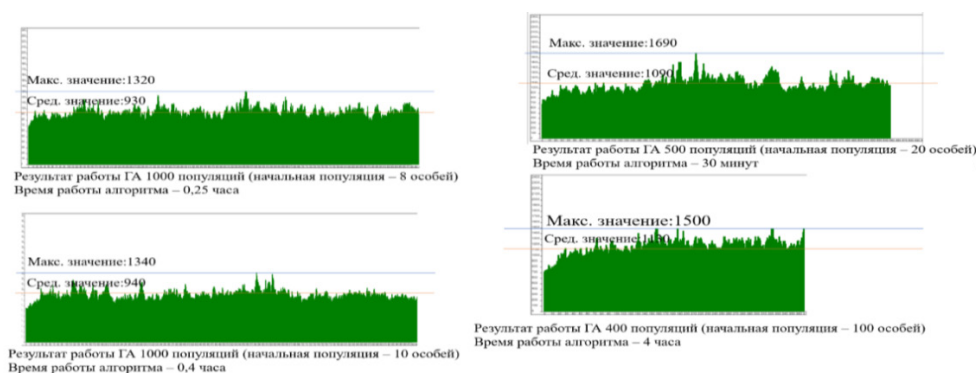 Макс. значение:1320
Сред. значение:930
Результат работы ГА 1000 популяций (начальная популяция – 8 особей)
Время работы алгоритма – 0,25 часа
Макс. значение:1690
Сред. значение:1090
Результат работы ГА 500 популяций (начальная популяция – 20 особей)
Время работы алгоритма – 30 минут
Макс. значение:1340
Сред. значение:940
Результат работы ГА 1000 популяций (начальная популяция – 10 особей)
Время работы алгоритма – 0,4 часа
Макс. значение:1500
Сред. значение:
Результат работы ГА 400 популяций (начальная популяция – 100 особей)
Время работы алгоритма – 4 часа